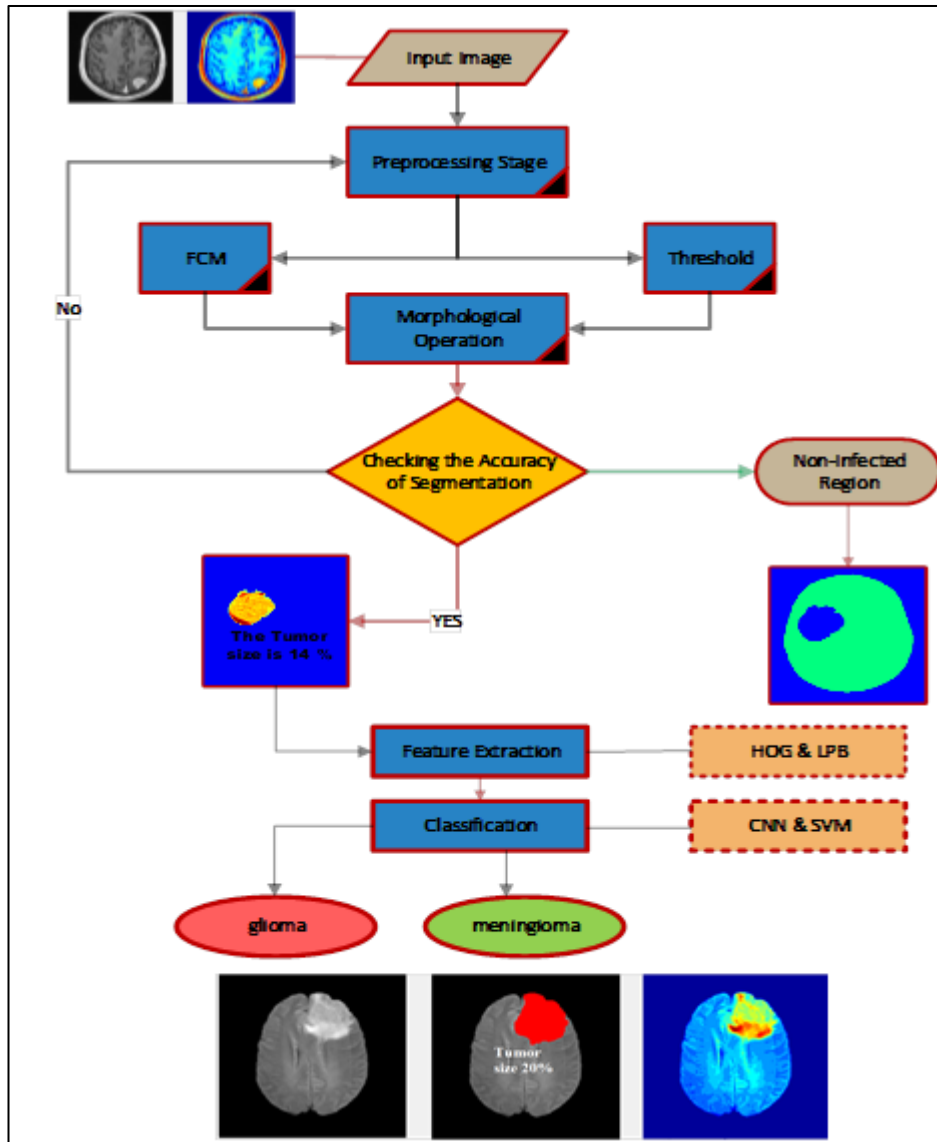 Input Image
Preprocessing Stage
FCM
Threshold
No
Morphological
Operation
Checking the Accuracy
of Segmentation
Non-Infected
Region
YES
The Tumor
size is 14 %
Feature Extraction
HOG & LPB
Classification
CNN & SVM
glioma
meningioma
Tumor
size 20%